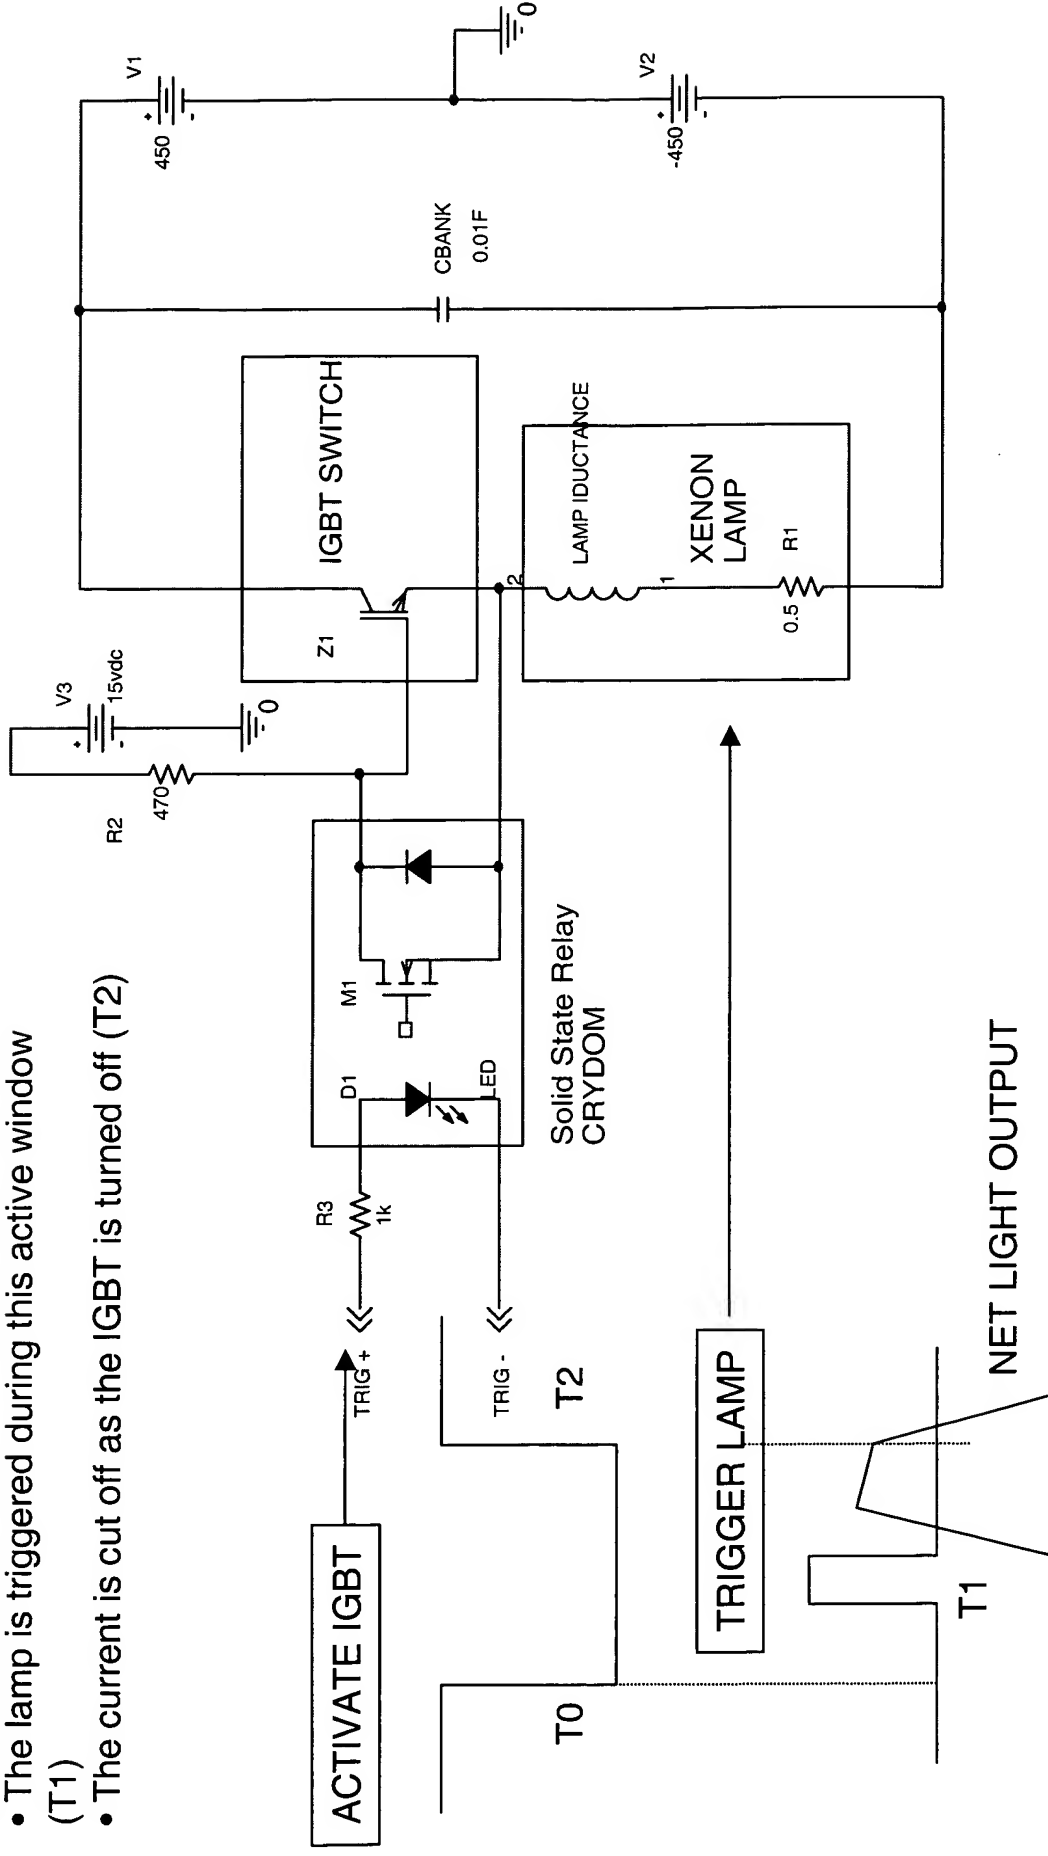 • The lamp is triggered during this active window
(T1)
• The current is cut off as the IGBT is turned off (T2)
ACTIVATE IGBT
TRIG +
TRIG -
R3
1k
D1
LED
M1
Solid State Relay
CRYDOM
R2
470
V3
+
-
15vdc
0
Z1
IGBT SWITCH
2
LAMP IDUCTANCE
1
XENON
LAMP
0.5
R1
CBANK
0.01F
V1
+
-
450
0
V2
+
-
-450
T0
T2
TRIGGER LAMP
T1
NET LIGHT OUTPUT